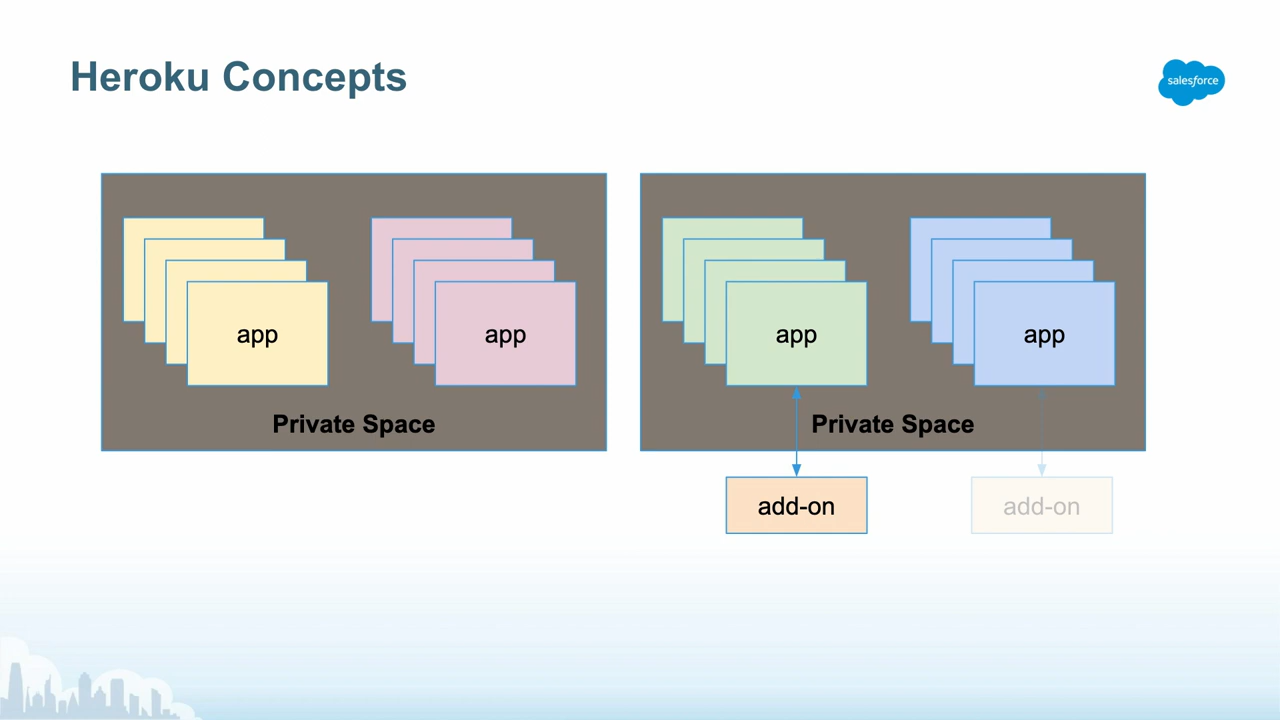 Heroku Concepts
salesforce
app
app
app
app
Private Space
Private Space
add-on
add-on